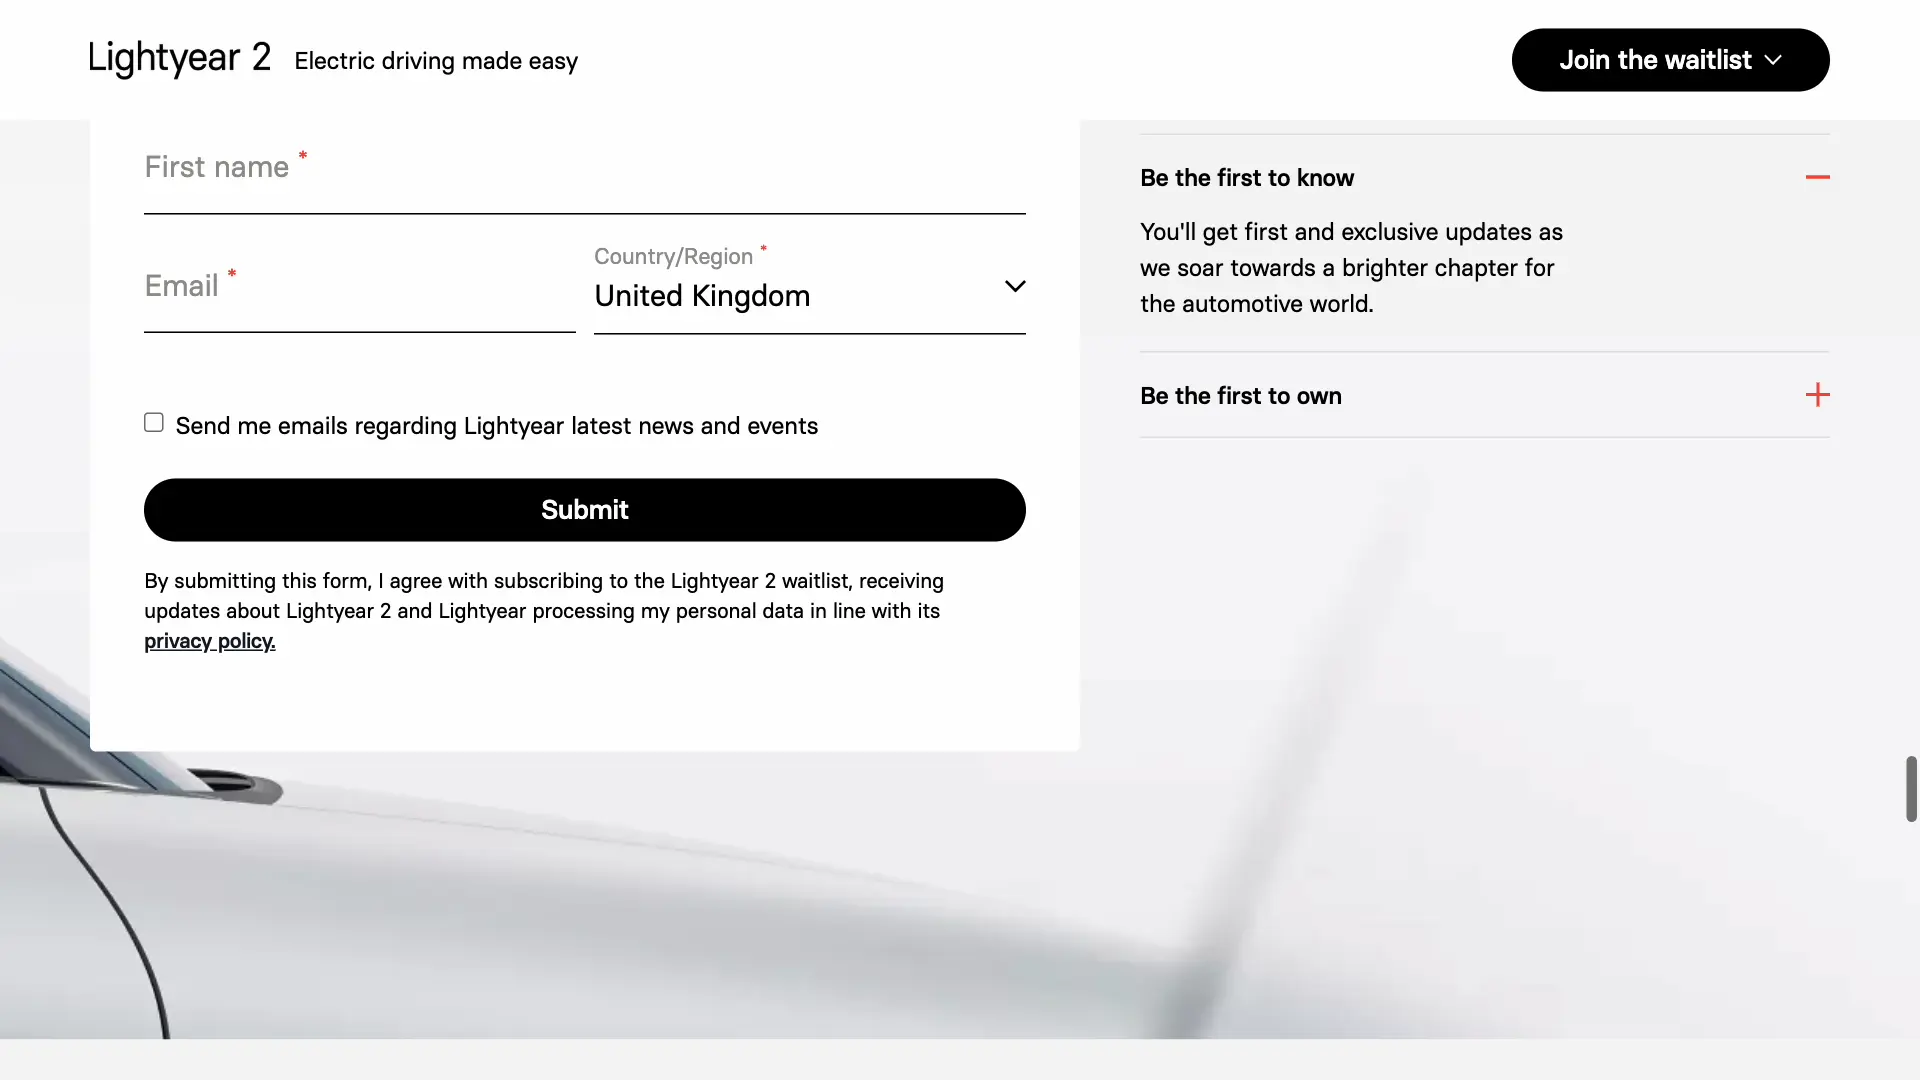 Lightyear 2 Electric driving made easy
Join the waitlist
First name *
Email *
Country/Region *
United Kingdom
Send me emails regarding Lightyear latest news and events
Submit
By submitting this form, I agree with subscribing to the Lightyear 2 waitlist, receiving
updates about Lightyear 2 and Lightyear processing my personal data in line with its
privacy policy.
Be the first to know
You'll get first and exclusive updates as
we soar towards a brighter chapter for
the automotive world.
Be the first to own